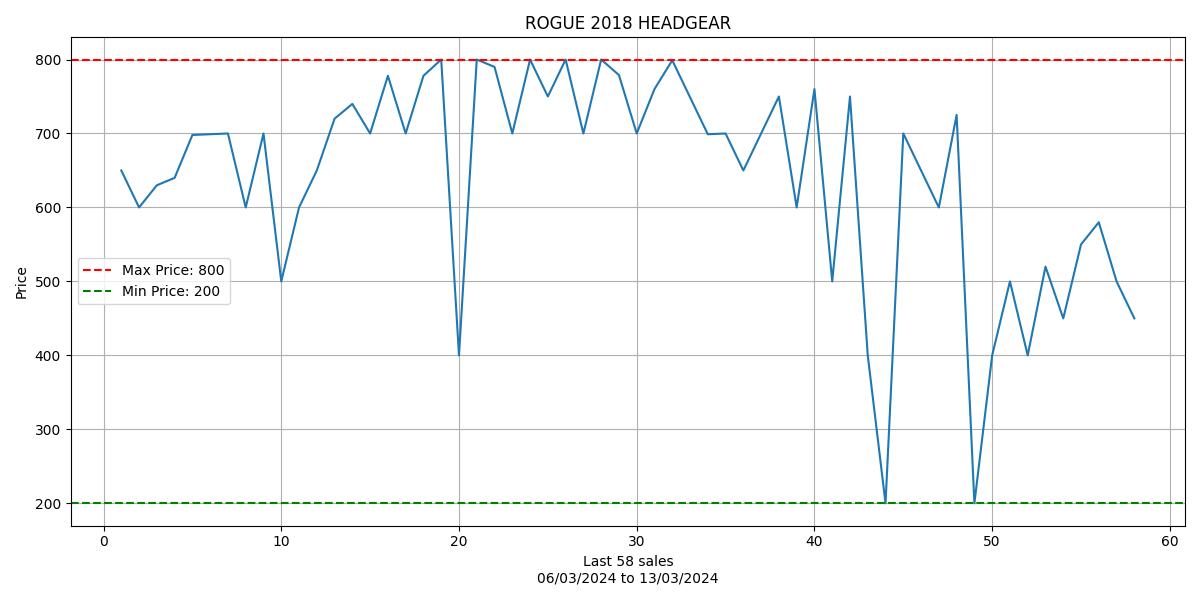 ROGUE 2018 HEADGEAR
800
700
600
500
400
300
200
Price
Max Price: 800
Min Price: 200
0 10 20 30 40 50 60
Last 58 sales
06/03/2024 to 13/03/2024